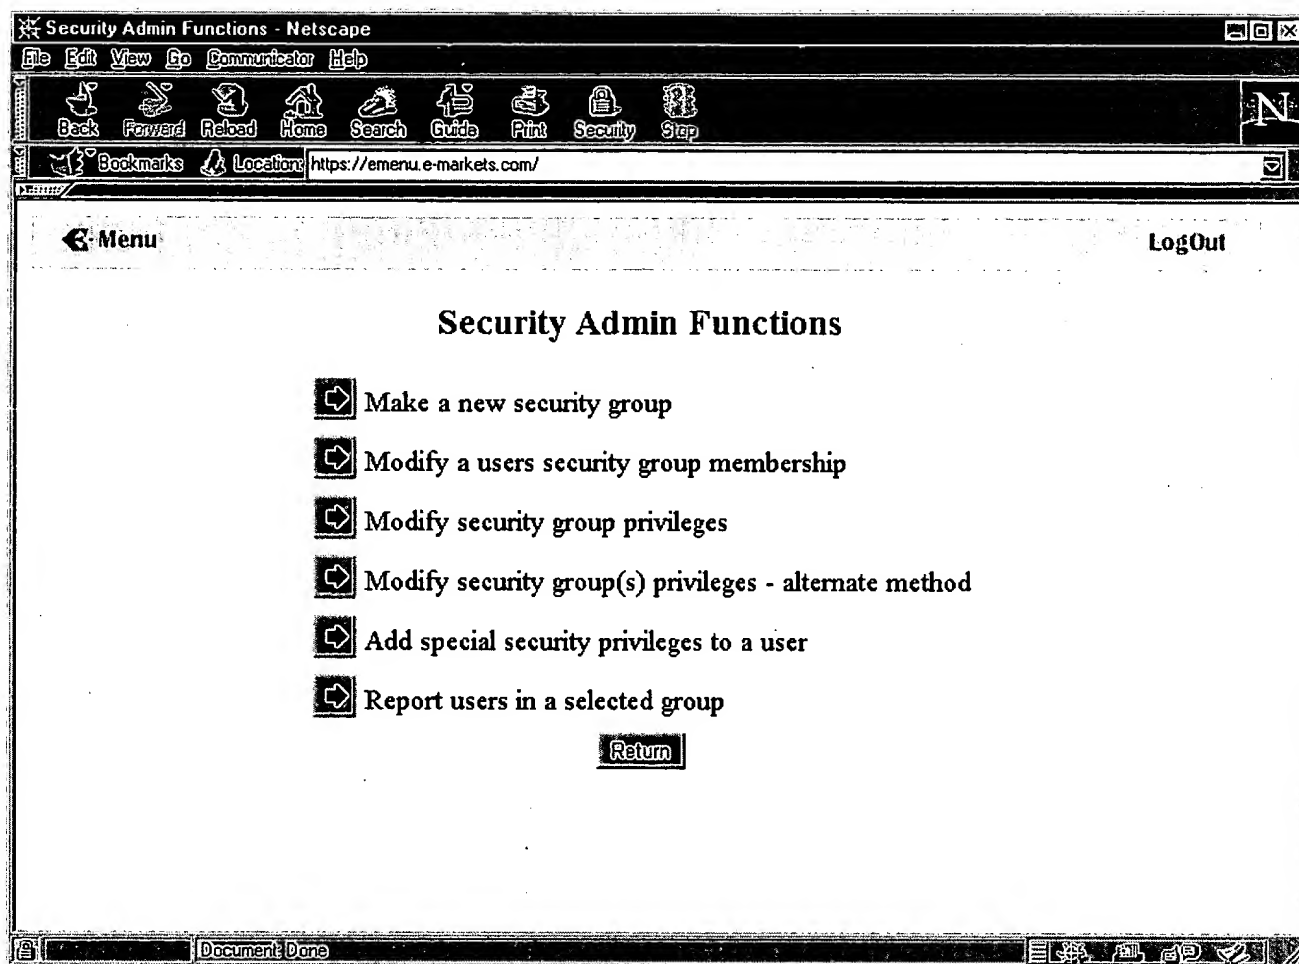 Security Admin Functions - Netscape
File Edit View Go Communicator Help
Back Forward Reload Home Search Guide Print Security Stop
N
Bookmarks Location: https://emenu.e-markets.com/
Menu LogOut
Security Admin Functions
Make a new security group
Modify a users security group membership
Modify security group privileges
Modify security group(s) privileges - alternate method
Add special security privileges to a user
Report users in a selected group
Return
Document: Done